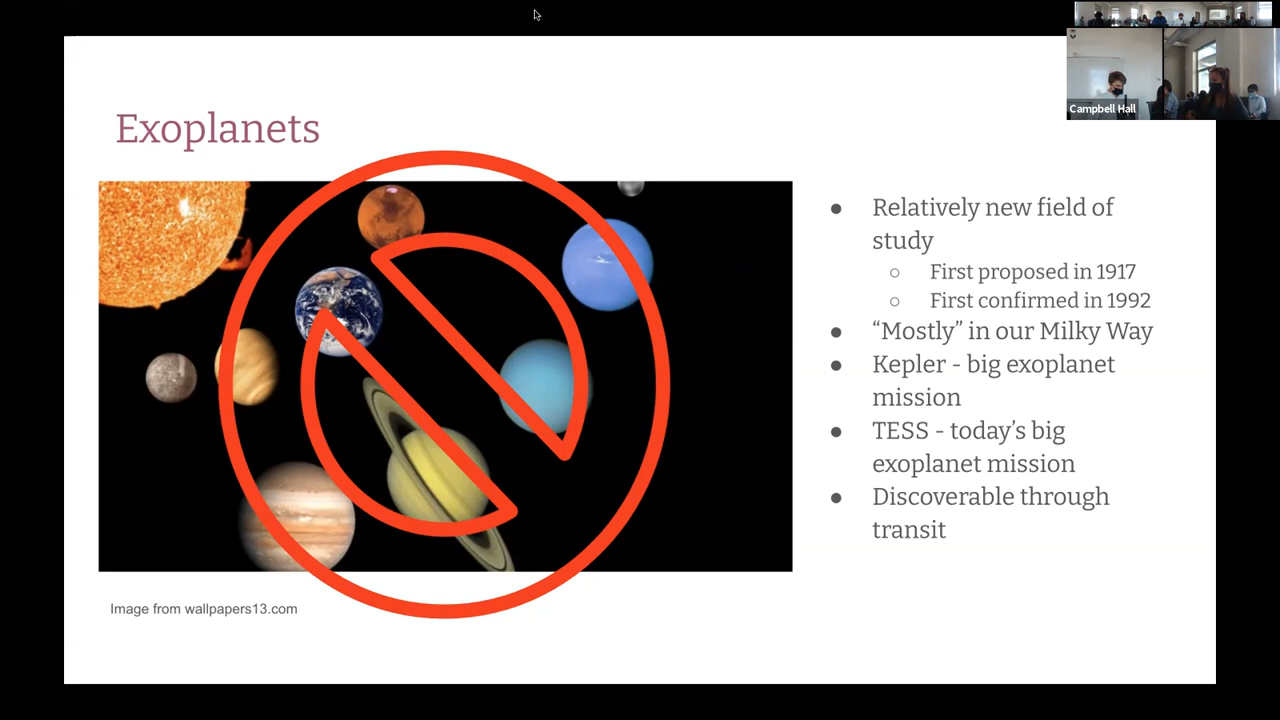 Campbell Hall
Exoplanets
● Relatively new field of
study
○ First proposed in 1917
○ First confirmed in 1992
● “Mostly” in our Milky Way
● Kepler - big exoplanet
mission
● TESS - today’s big
exoplanet mission
● Discoverable through
transit
Image from wallpapers13.com